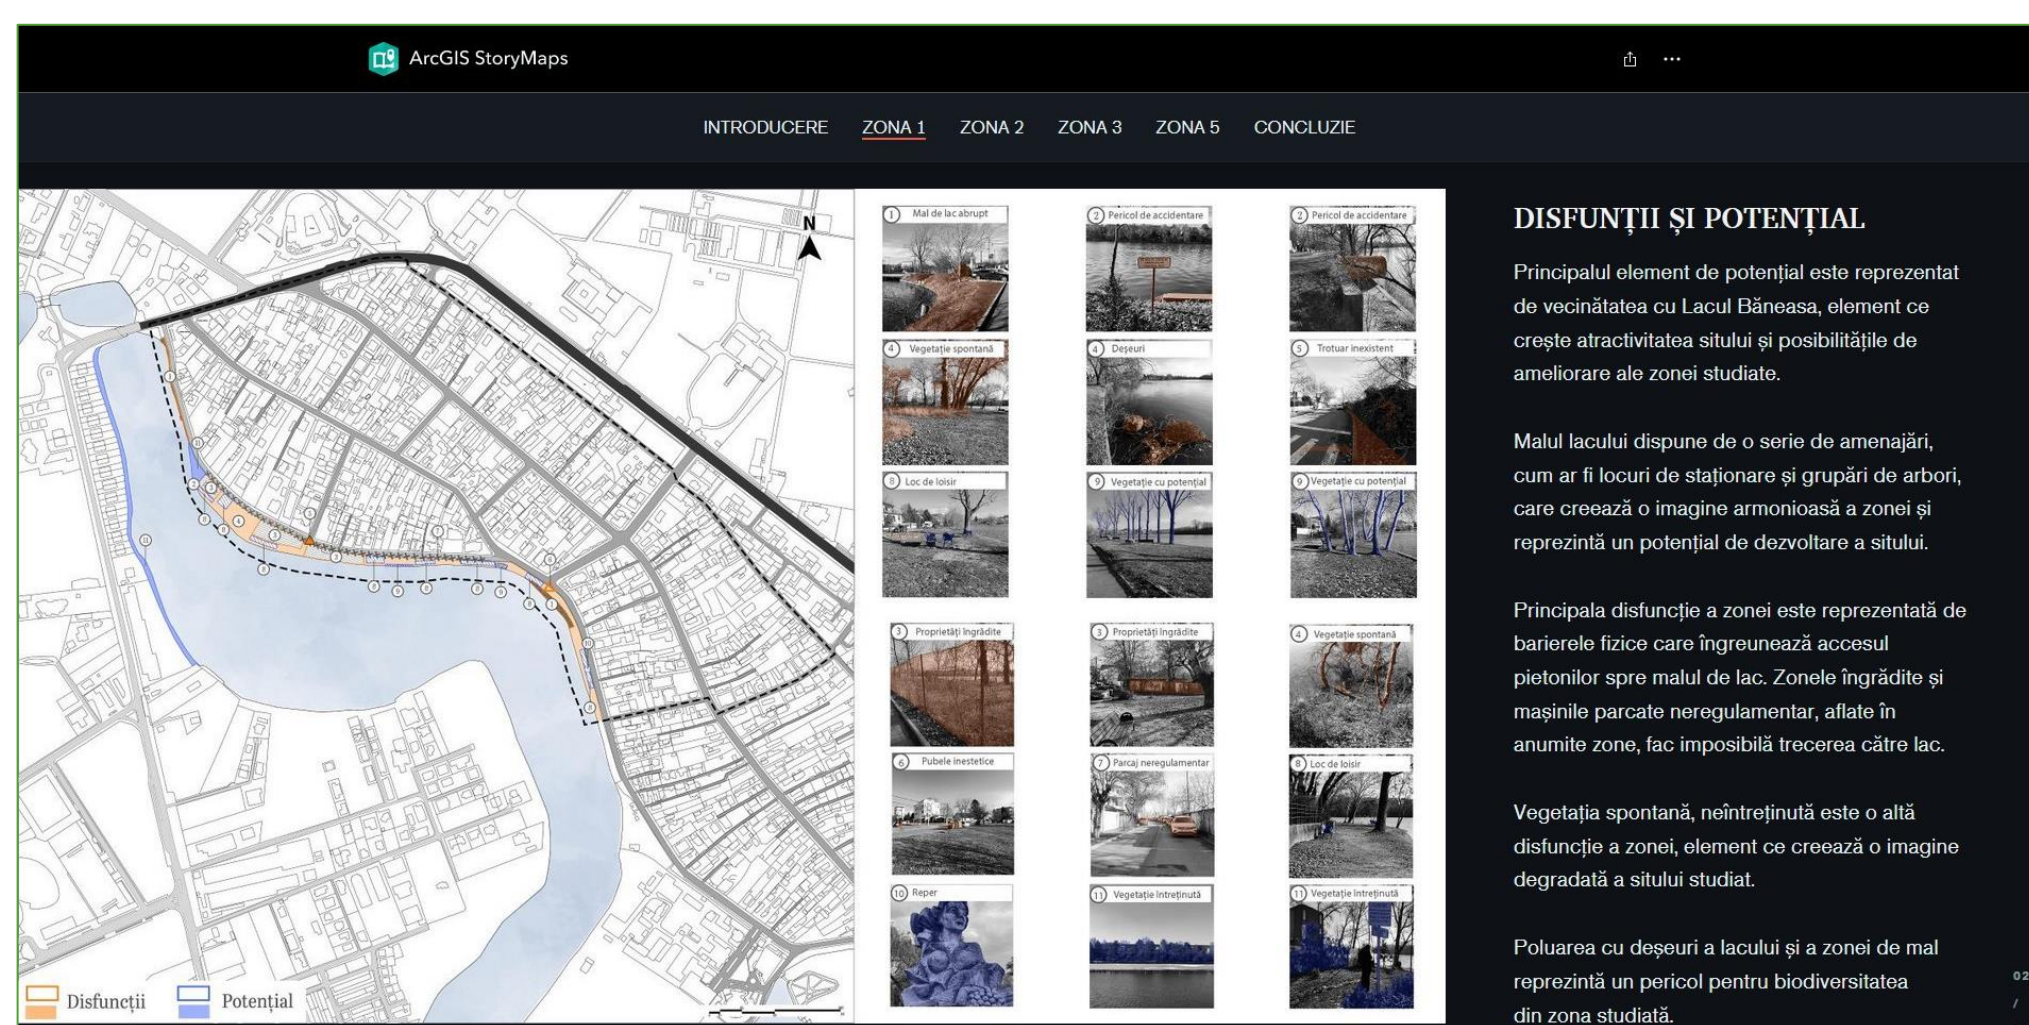 ArcGIS StoryMaps
INTRODUCERE ZONA 1 ZONA 2 ZONA 3 ZONA 5 CONCLUZIE
N
Disfuncții Potențial
1 Mal de lac abrupt
2 Pericol de accidentare
2 Pericol de accidentare
4 Vegetație spontană
4 Deșeuri
5 Trotuar inexistent
8 Loc de loisir
9 Vegetație cu potențial
9 Vegetație cu potențial
3 Proprietăți îngrădite
3 Proprietăți îngrădite
4 Vegetație spontană
6 Pubele inestetice
7 Parcaj neregulamentar
8 Loc de loisir
10 Reper
11 Vegetație întreținută
11 Vegetație întreținută
DISFUNȚII ȘI POTENȚIAL
Principalul element de potențial este reprezentat
de vecinătatea cu Lacul Băneasa, element ce
crește atractivitatea sitului și posibilitățile de
ameliorare ale zonei studiate.
Malul lacului dispune de o serie de amenajări,
cum ar fi locuri de staționare și grupări de arbori,
care creează o imagine armonioasă a zonei și
reprezintă un potențial de dezvoltare a sitului.
Principala disfuncție a zonei este reprezentată de
barierele fizice care îngreunează accesul
pietonilor spre malul de lac. Zonele îngrădite și
mașinile parcate neregulamentar, aflate în
anumite zone, fac imposibilă trecerea către lac.
Vegetația spontană, neîntreținută este o altă
disfuncție a zonei, element ce creează o imagine
degradată a sitului studiat.
Poluarea cu deșeuri a lacului și a zonei de mal
reprezintă un pericol pentru biodiversitatea
din zona studiată.
02
/